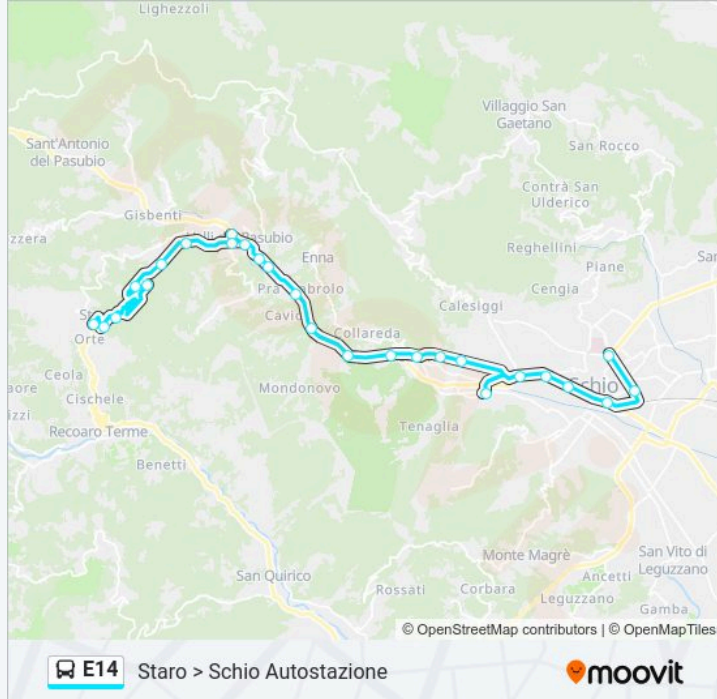 Lighezzoli
Villaggio San
Gaetano
Sant'Antonio
del Pasubio
San Rocco
Contrà San
Ulderico
Gisbenti
Pasubio
Reghellini
Enna
Piane
Cengla
Calesiggi
Collareda
Orte
Schio
Ceola
Mondonovo
Cischele
Tenaglia
Recoaro Terme
Benetti
Monte Magrè
San Vito di
Leguzzano
San Quirico
Ancetti
Rossati
Corbara
Leguzzano
Gamba
© OpenStreetMap contributors | © OpenMapTiles
E14
Staro > Schio Autostazione
moovit